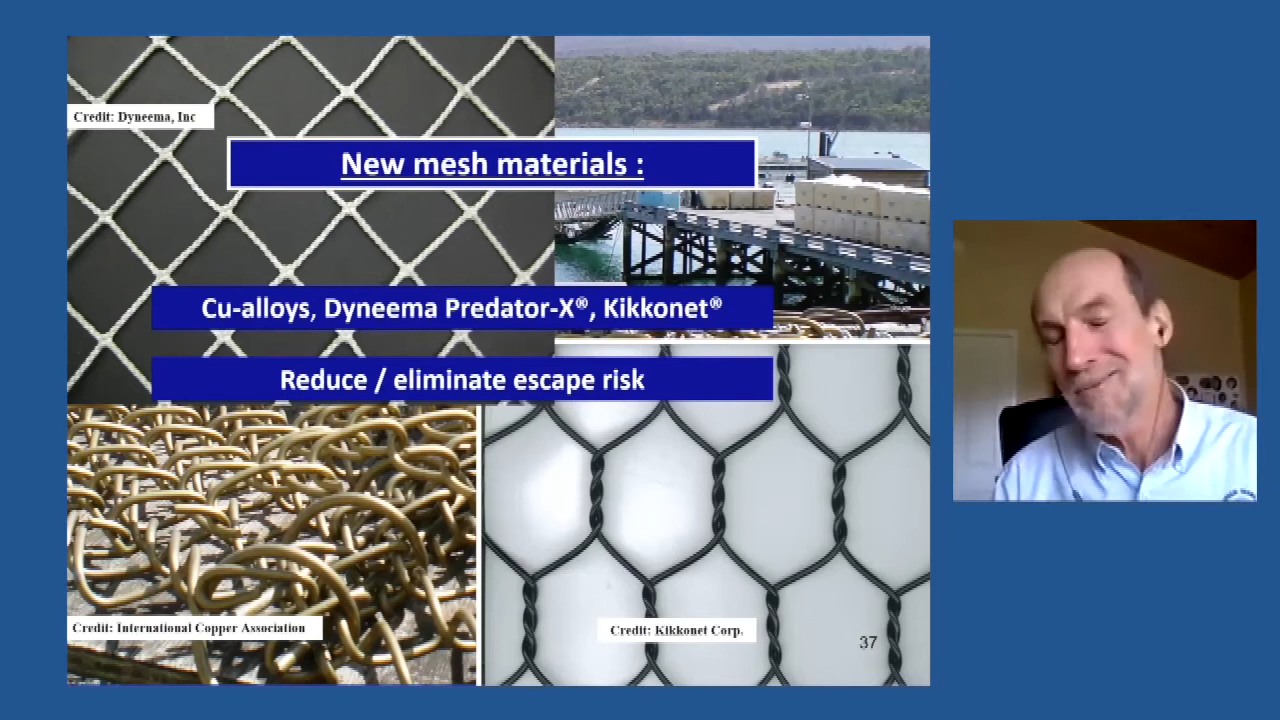 Credit: Dyneema, Inc
New mesh materials :
Cu-alloys, Dyneema Predator-X®, Kikkonet®
Reduce / eliminate escape risk
Credit: International Copper Association
Credit: Kikkonet Corp.
37